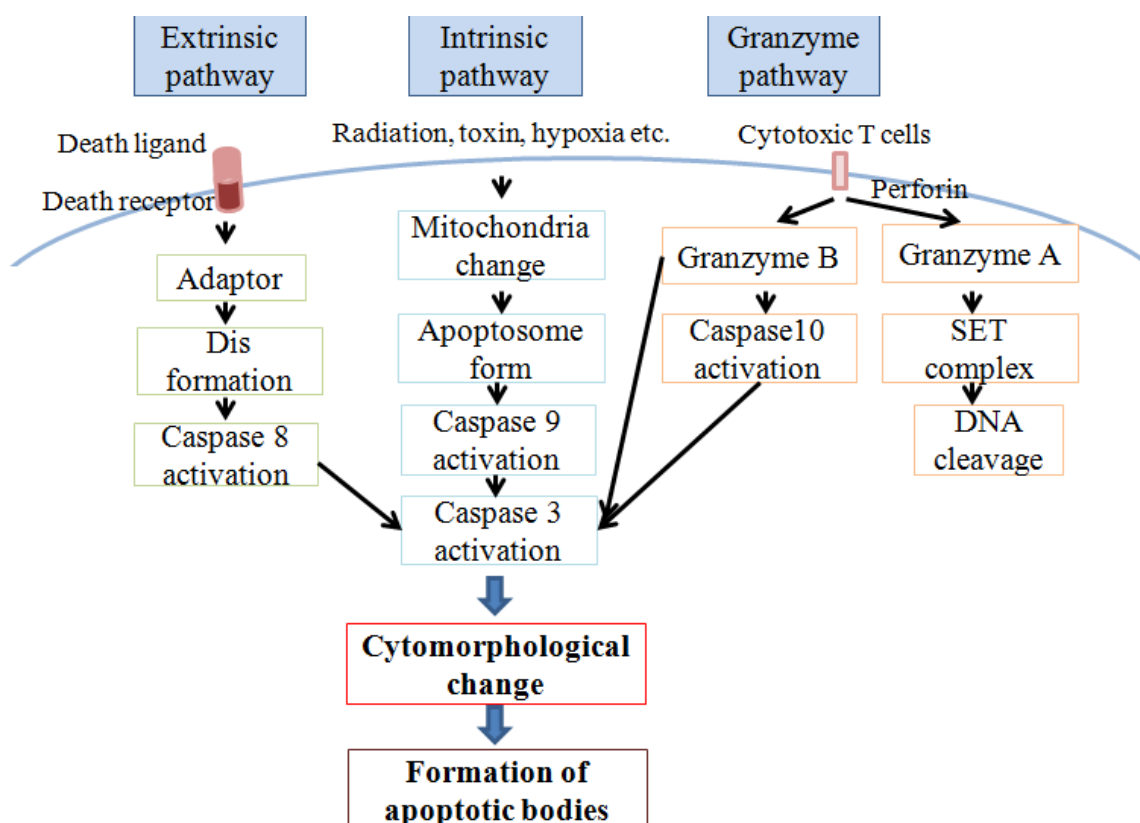 Extrinsic
pathway
Intrinsic
pathway
Granzyme
pathway
Death ligand
Death receptor
Radiation, toxin, hypoxia etc.
Cytotoxic T cells
Perforin
Adaptor
Dis
formation
Caspase 8
activation
Mitochondria
change
Apoptosome
form
Caspase 9
activation
Caspase 3
activation
Granzyme B
Caspase10
activation
Granzyme A
SET
complex
DNA
cleavage
Cytomorphological
change
Formation of
apoptotic bodies